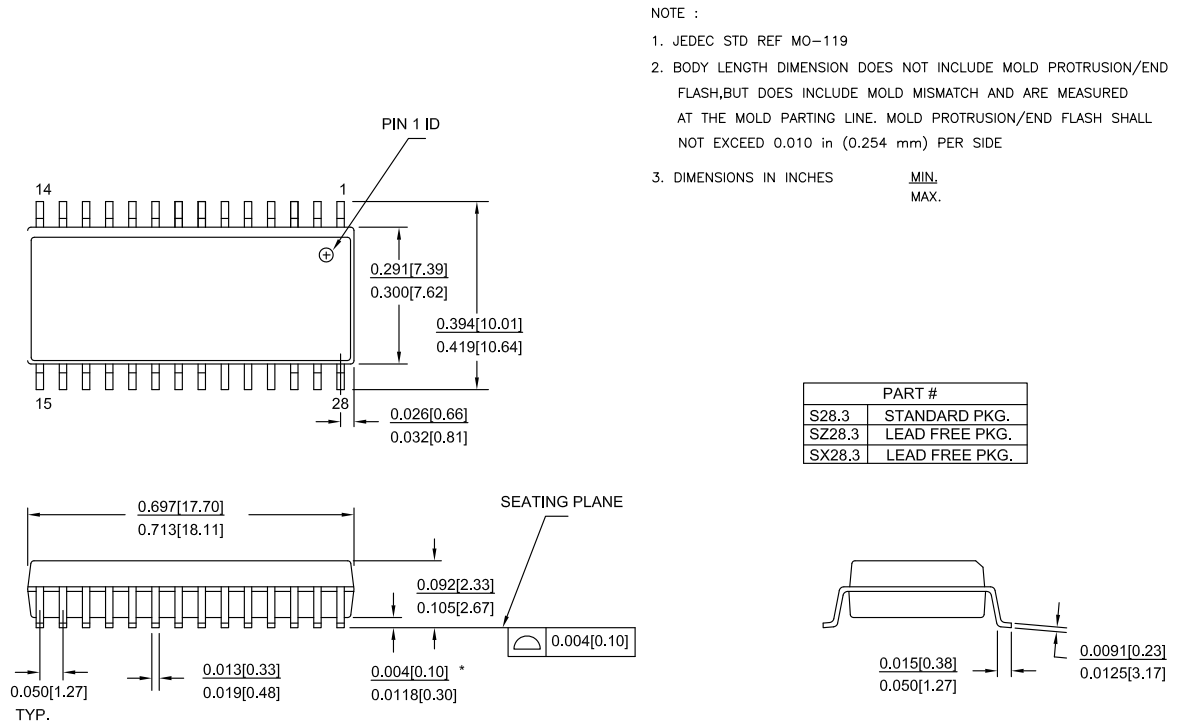 NOTE :
1. JEDEC STD REF MO-119
2. BODY LENGTH DIMENSION DOES NOT INCLUDE MOLD PROTRUSION/END
FLASH,BUT DOES INCLUDE MOLD MISMATCH AND ARE MEASURED
AT THE MOLD PARTING LINE. MOLD PROTRUSION/END FLASH SHALL
NOT EXCEED 0.010 in (0.254 mm) PER SIDE
3. DIMENSIONS IN INCHES MIN.
MAX.
PIN 1 ID
14 1
0.291[7.39]
0.300[7.62]
0.394[10.01]
0.419[10.64]
15 28
0.026[0.66]
0.032[0.81]
PART #
S28.3 STANDARD PKG.
SZ28.3 LEAD FREE PKG.
SX28.3 LEAD FREE PKG.
0.697[17.70]
0.713[18.11]
SEATING PLANE
0.092[2.33]
0.105[2.67]
0.004[0.10]
0.050[1.27]
TYP.
0.013[0.33]
0.019[0.48]
0.004[0.10] *
0.0118[0.30]
0.015[0.38]
0.050[1.27]
0.0091[0.23]
0.0125[3.17]